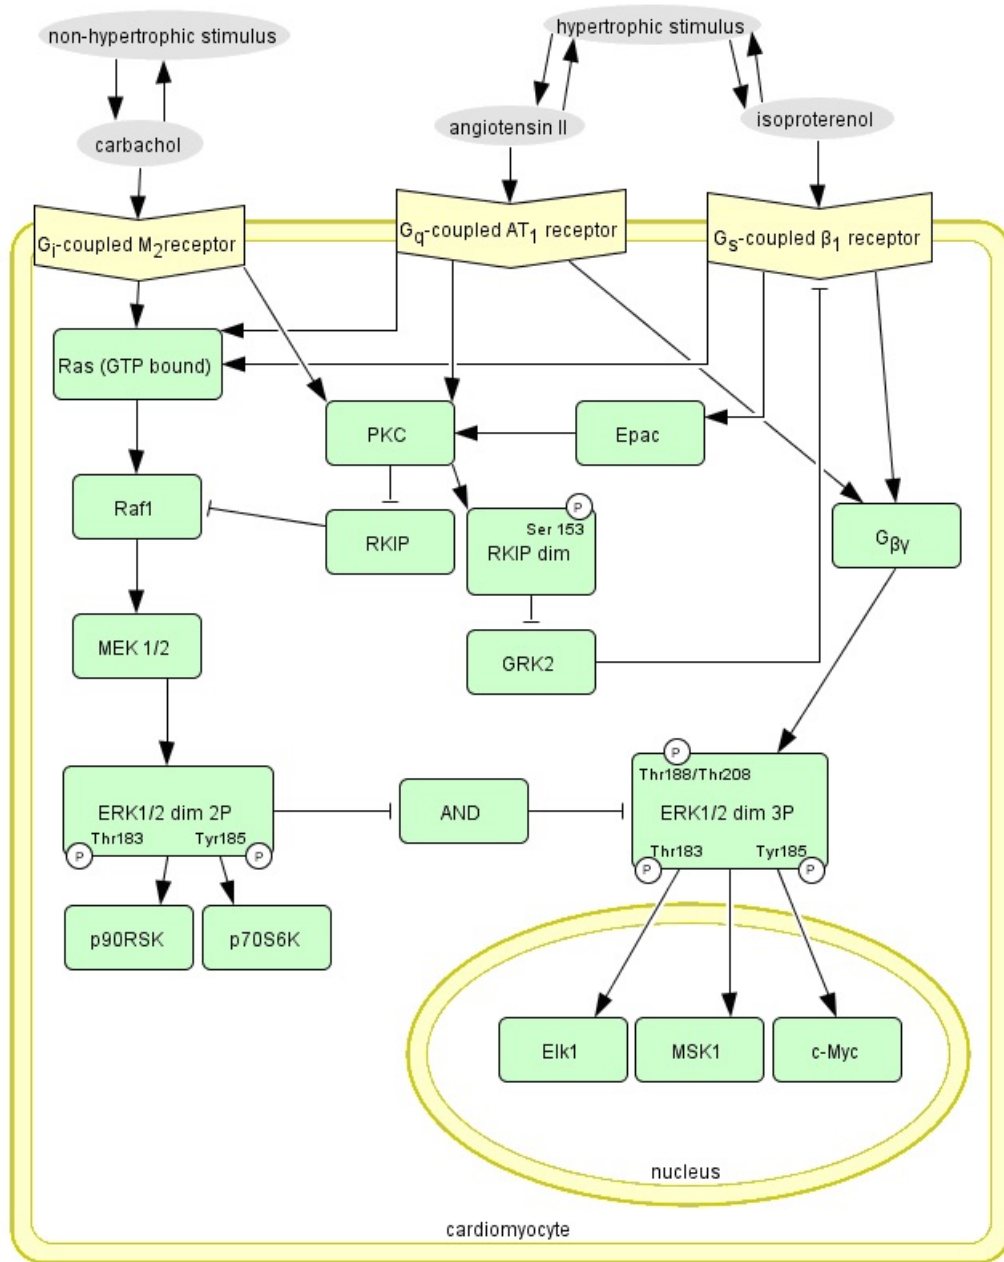 non-hypertrophic stimulus
hypertrophic stimulus
carbachol
angiotensin II
isoproterenol
Gi-coupled M2receptor
Gq-coupled AT1 receptor
Gs-coupled β1 receptor
Ras (GTP bound)
PKC
Epac
Raf1
RKIP
P
Ser 153
RKIP dim
Gβγ
MEK 1/2
GRK2
ERK1/2 dim 2P
Thr183
Tyr185
P
P
AND
P
Thr188/Thr208
ERK1/2 dim 3P
Thr183
Tyr185
P
P
p90RSK
p70S6K
Elk1
MSK1
c-Myc
nucleus
cardiomyocyte